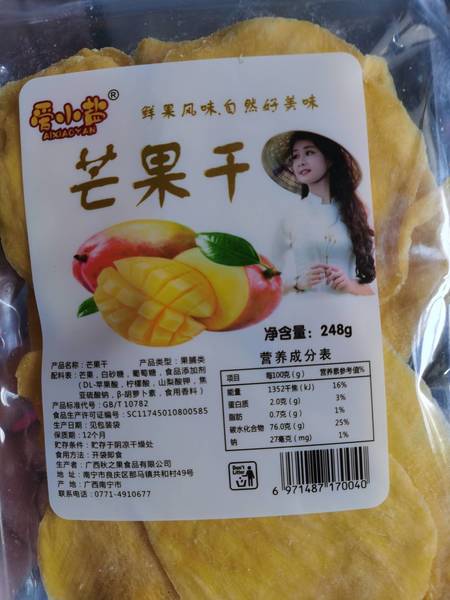 爱小盐®
AIXIAOYAN
鲜果风味,自然好美味
芒果干
净含量：248g
产品名称：芒果干 产品类型：果脯类
配料表：芒果,白砂糖,葡萄糖,食品添加剂
(DL-苹果酸,柠檬酸,山梨酸钾,焦
亚硫酸钠,β-胡萝卜素,食用香料)
产品标准代号：GB/T 10782
食品生产许可证编号：SC11745010800585
生产日期：见包装袋
保质期：12个月
贮存条件：贮存于阴凉干燥处
食用方法：开袋即食
生产厂家：广西秋之果食品有限公司
地 址：南宁市良庆区那马镇共和村49号
产 地：广西南宁市
联系电话：0771-4910677
营养成分表
项目 每100克(g) 营养素参考值%
能量 1352千焦(kJ) 16%
蛋白质 2.0克(g) 3%
脂肪 0.7克(g) 1%
碳水化合物 76.0克(g) 25%
钠 27毫克(mg) 1%
Don't
Litter
6 971487 170040